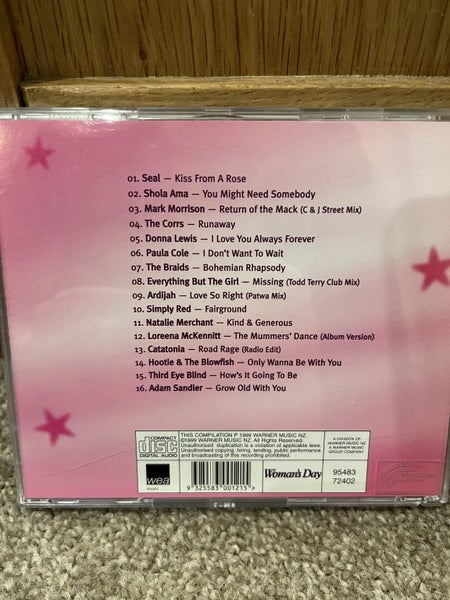 01. Seal — Kiss From A Rose
02. Shola Ama — You Might Need Somebody
03. Mark Morrison — Return of the Mack (C & J Street Mix)
04. The Corrs — Runaway
05. Donna Lewis — I Love You Always Forever
06. Paula Cole — I Don't Want To Wait
07. The Braids — Bohemian Rhapsody
08. Everything But The Girl — Missing (Todd Terry Club Mix)
09. Ardijah — Love So Right (Patwa Mix)
10. Simply Red — Fairground
11. Natalie Merchant — Kind & Generous
12. Loreena McKennitt — The Mummers' Dance (Album Version)
13. Catatonia — Road Rage (Radio Edit)
14. Hootie & The Blowfish — Only Wanna Be With You
15. Third Eye Blind — How's It Going To Be
16. Adam Sandler — Grow Old With You
COMPACT
disc
DIGITAL AUDIO
THIS COMPILATION P 1999 WARNER MUSIC NZ.
©1999 WARNER MUSIC NZ. All Rights Reserved.
Unauthorised duplication is a violation of applicable laws.
Unauthorised copying, hiring, lending, public performance
and broadcasting of this recording prohibited.
A DIVISION OF
WARNER MUSIC NZ
A WARNER MUSIC
GROUP COMPANY
wea
music
9 325583 001215 >
Woman's Day
95483
72402